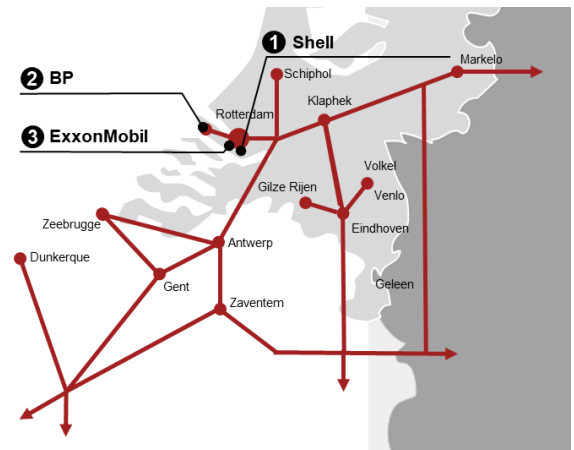 1 Shell
Markelo
2 BP
Schiphol
Klaphek
Rotterdam
3 ExxonMobil
Volkel
Gilze Rijen
Venlo
Zeebrugge
Eindhoven
Antwerp
Dunkerque
Gent
Geleen
Zaventem